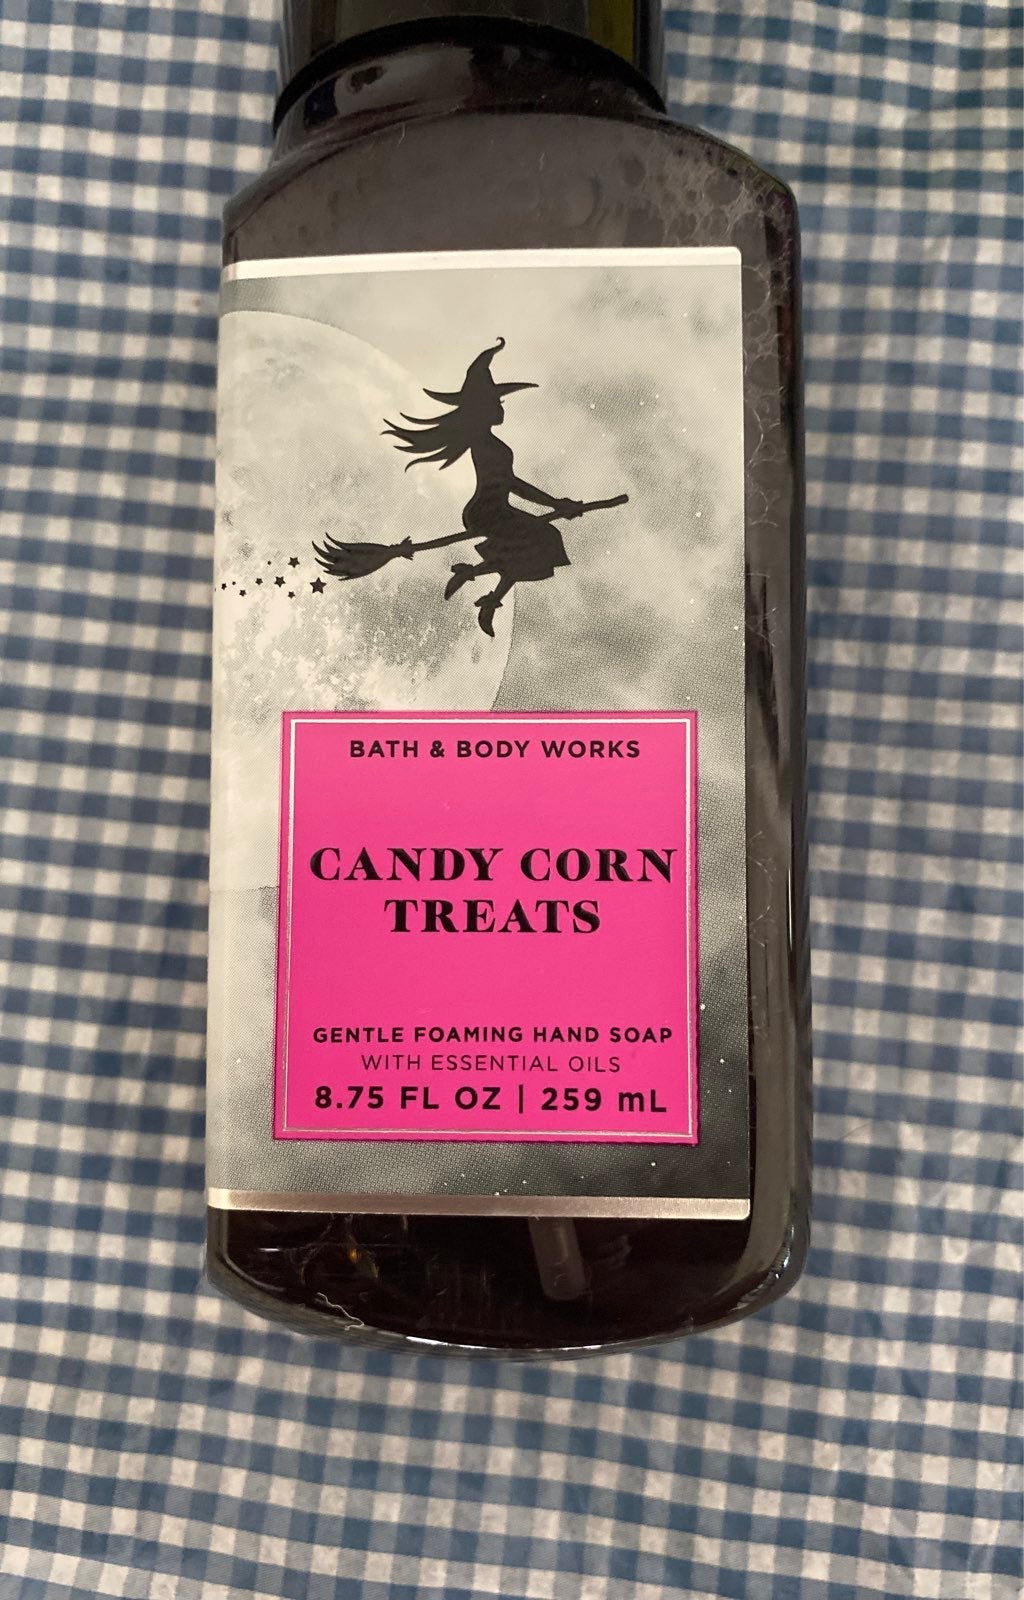 BATH & BODY WORKS
CANDY CORN
TREATS
GENTLE FOAMING HAND SOAP
WITH ESSENTIAL OILS
8.75 FL OZ | 259 mL